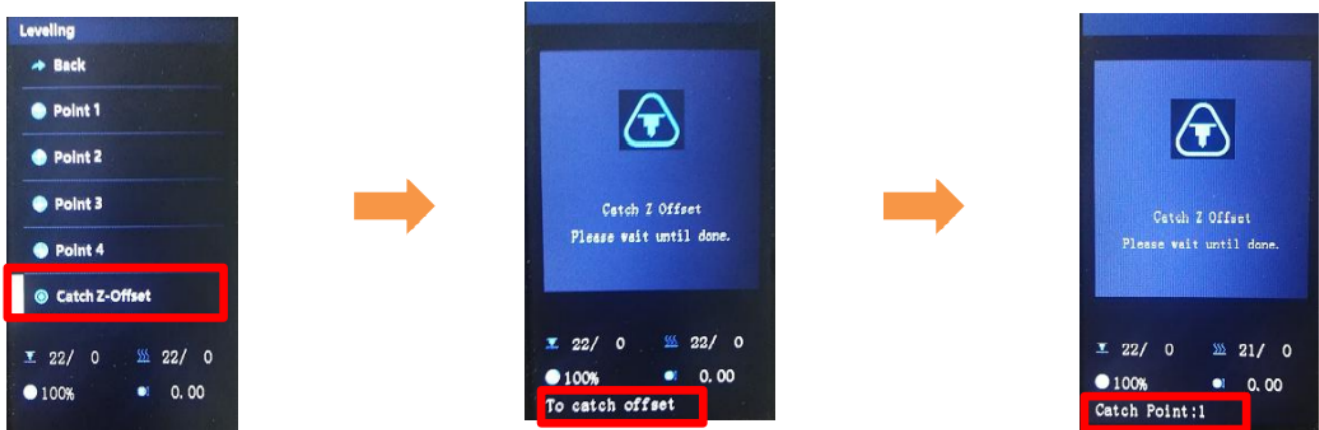 Leveling
Back
Point 1
Point 2
Point 3
Point 4
Catch Z-Offset
22/ 0 22/ 0
100% 0.00
Catch Z Offset
Please wait until done.
22/ 0 22/ 0
100% 0.00
To catch offset
Catch Z Offset
Please wait until done.
22/ 0 21/ 0
100% 0.00
Catch Point:1